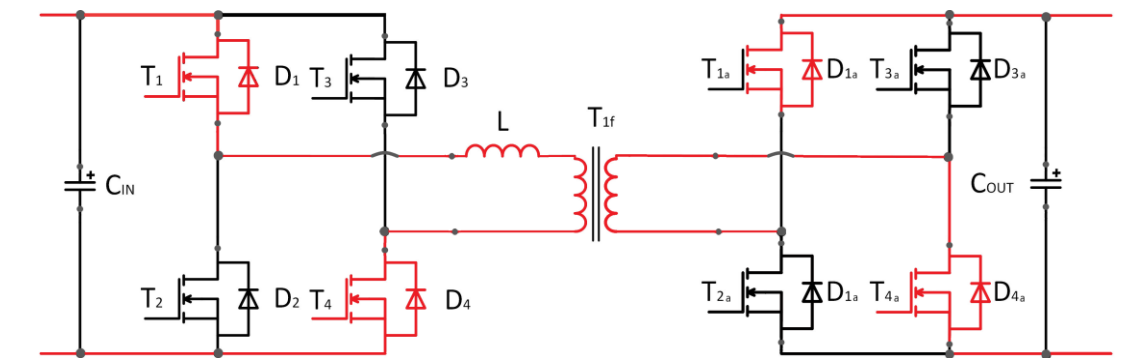 T1 D1 T3 D3 T1a D1a T3a D3a
L T1f
CIN COUT
T2 D2 T4 D4 T2a D1a T4a D4a